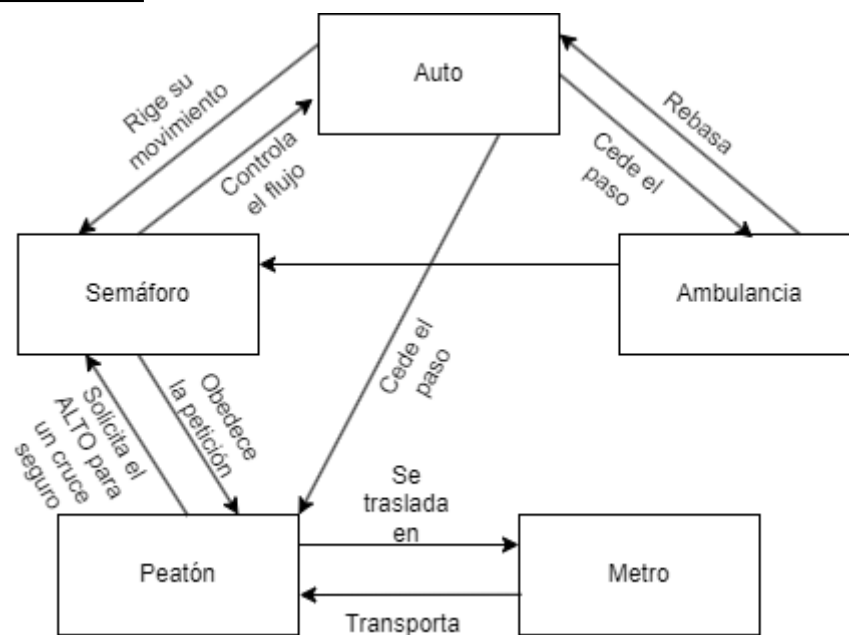 Auto
Rige su
movimiento
Controla
el flujo
Rebasa
Cede el
paso
Semáforo
Ambulancia
Cede el
paso
Solicita el
ALTO para
un cruce
seguro
Obedece
la petición
Se
traslada
en
Peatón
Metro
Transporta